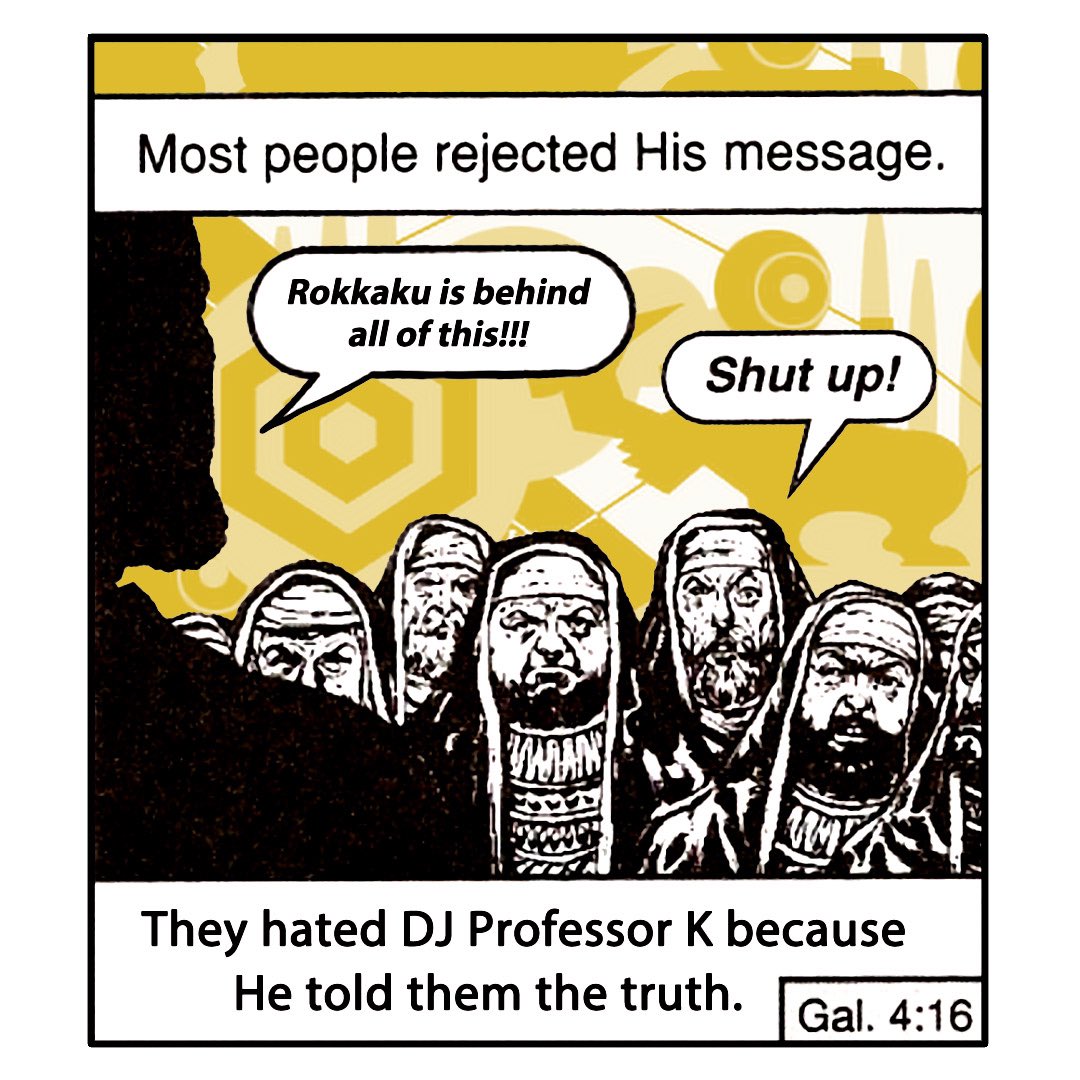 Most people rejected His message.
Rokkaku is behind
all of this!!!
Shut up!
They hated DJ Professor K because
He told them the truth.
Gal. 4:16